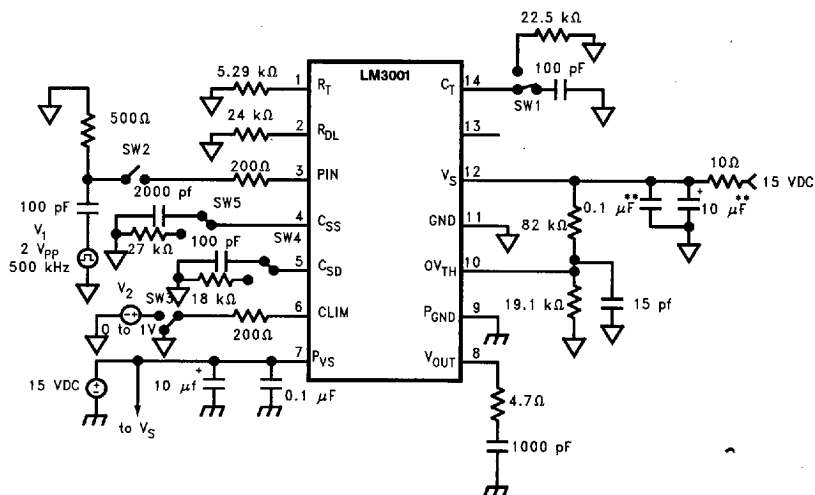 22.5 kΩ
LM3001
5.29 kΩ
1
R_T
C_T
14
100 pF
SW1
500Ω
24 kΩ
2
R_DL
13
SW2
200Ω
3
PIN
V_S
12
10Ω
15 VDC
2000 pf
SW5
100 pF
4
C_SS
GND
11
82 kΩ
0.1 µF**
+
10 µF**
V_1
2 V_PP
500 kHz
27 kΩ
100 pF
SW4
5
C_SD
OV_TH
10
18 kΩ
19.1 kΩ
15 pf
V_2
0 to 1V
SW3
200Ω
6
CLIM
P_GND
9
7
P_VS
V_OUT
8
15 VDC
10 µf
+
0.1 µF
to V_S
4.7Ω
1000 pF